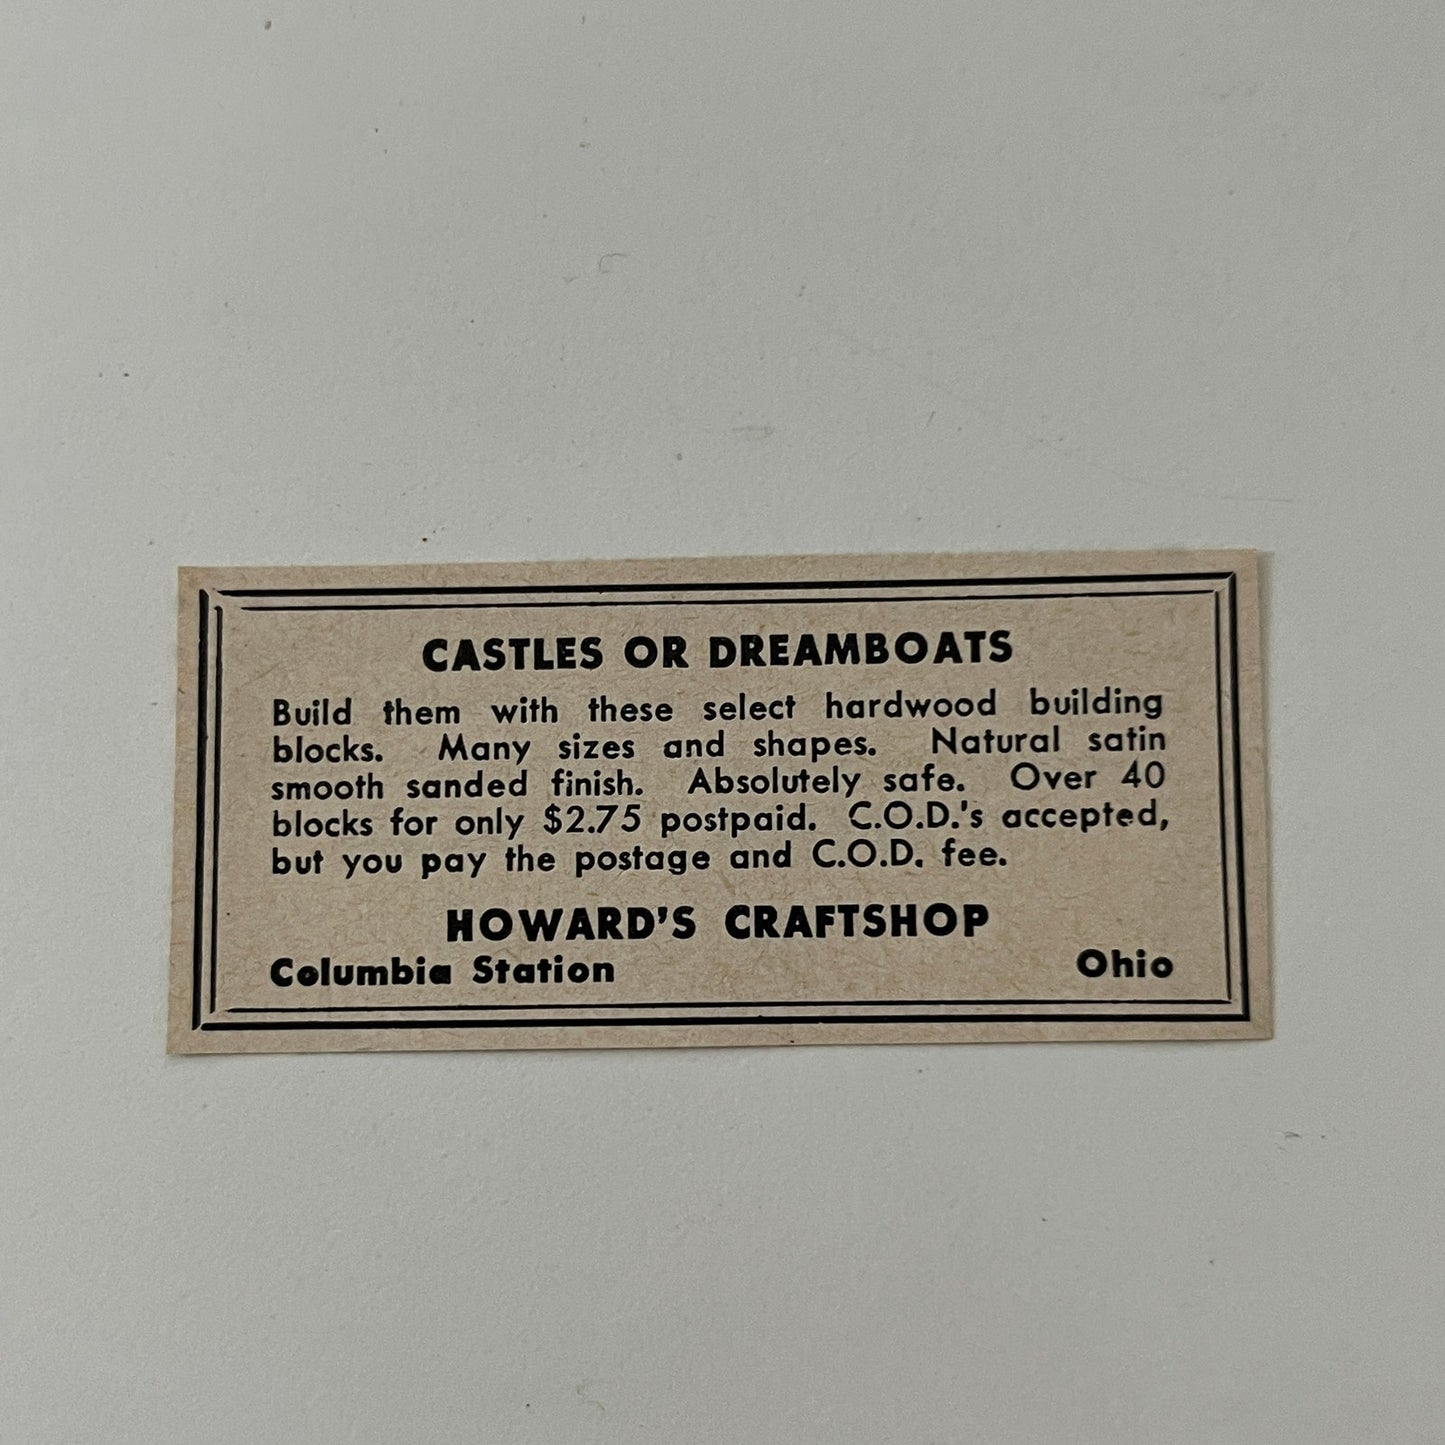 CASTLES OR DREAMBOATS
Build them with these select hardwood building
blocks. Many sizes and shapes. Natural satin
smooth sanded finish. Absolutely safe. Over 40
blocks for only $2.75 postpaid. C.O.D.'s accepted,
but you pay the postage and C.O.D. fee.
HOWARD'S CRAFTSHOP
Columbia Station Ohio